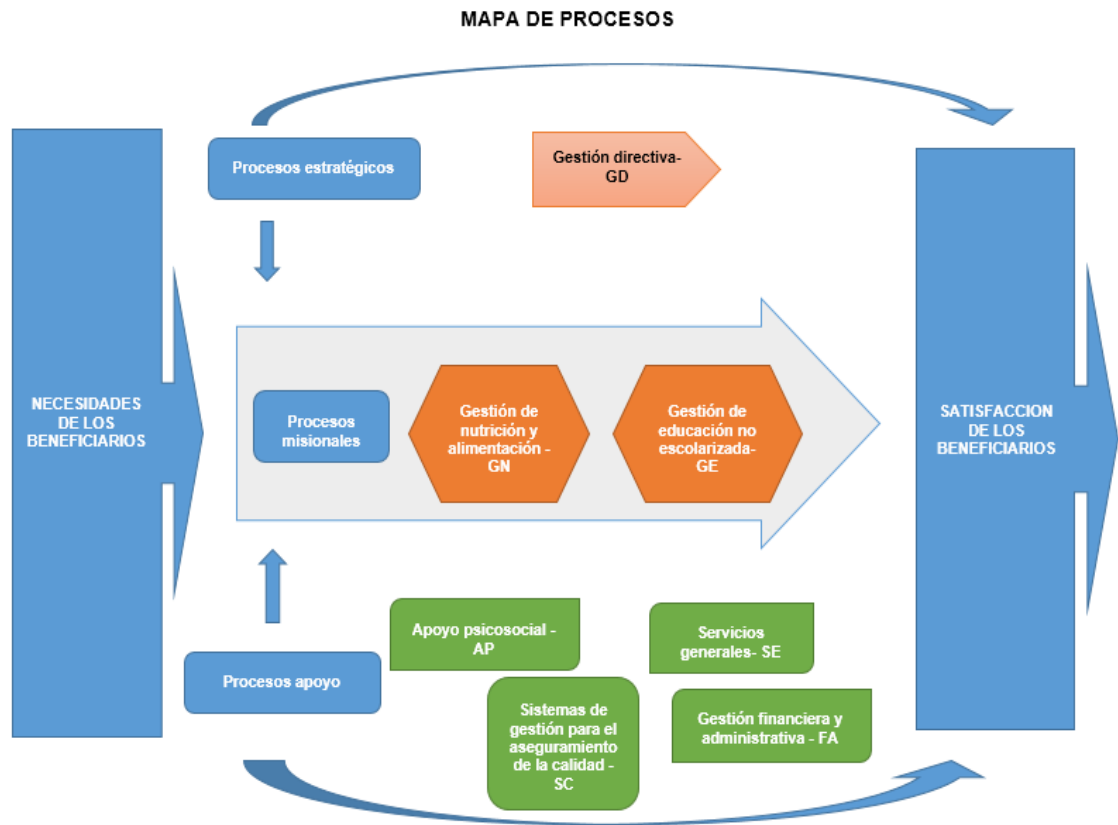 MAPA DE PROCESOS
Procesos estratégicos
Gestión directiva-
GD
NECESIDADES
DE LOS
BENEFICIARIOS
Procesos
misionales
Gestión de
nutrición y
alimentación -
GN
Gestión de
educación no
escolarizada-
GE
SATISFACCION
DE LOS
BENEFICIARIOS
Procesos apoyo
Apoyo psicosocial -
AP
Servicios
generales- SE
Sistemas de
gestión para el
aseguramiento
de la calidad -
SC
Gestión financiera y
administrativa - FA